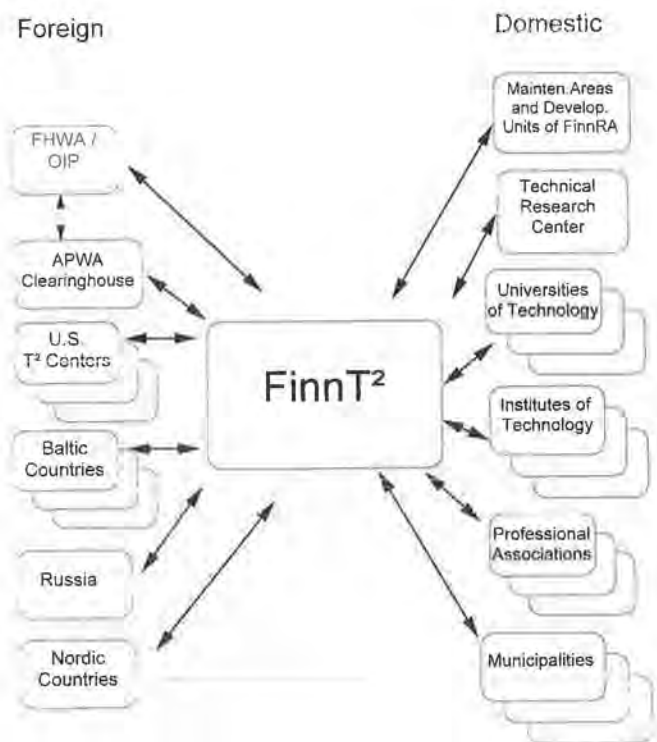 Foreign
Domestic
FHWA /
OIP
APWA
Clearinghouse
U.S.
T² Centers
Baltic
Countries
Russia
Nordic
Countries
FinnT²
Mainten.Areas
and Develop.
Units of FinnRA
Technical
Research
Center
Universities
of Technology
Institutes of
Technology
Professional
Associations
Municipalities